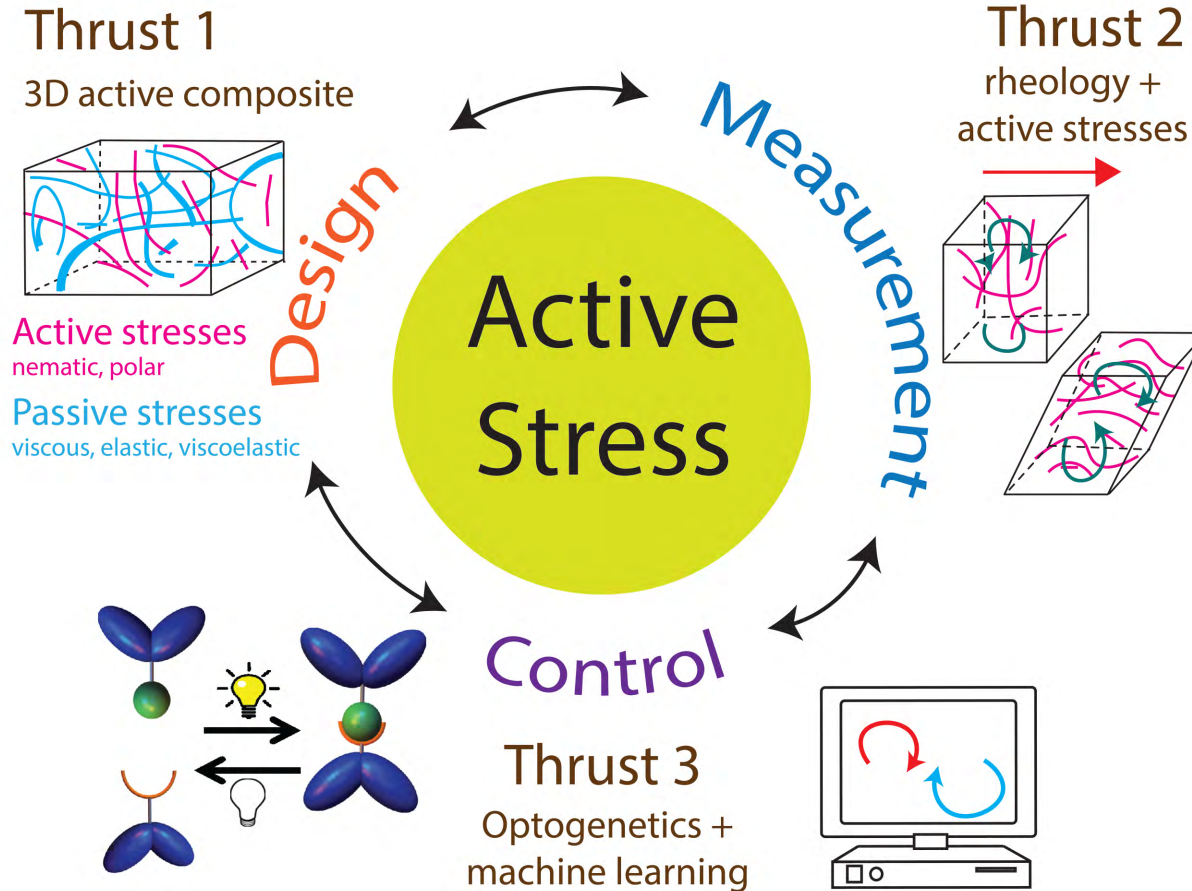 Thrust 1
3D active composite
Active stresses
nematic, polar
Passive stresses
viscous, elastic, viscoelastic
Design
Active
Stress
Measurement
Thrust 2
rheology +
active stresses
Control
Thrust 3
Optogenetics +
machine learning